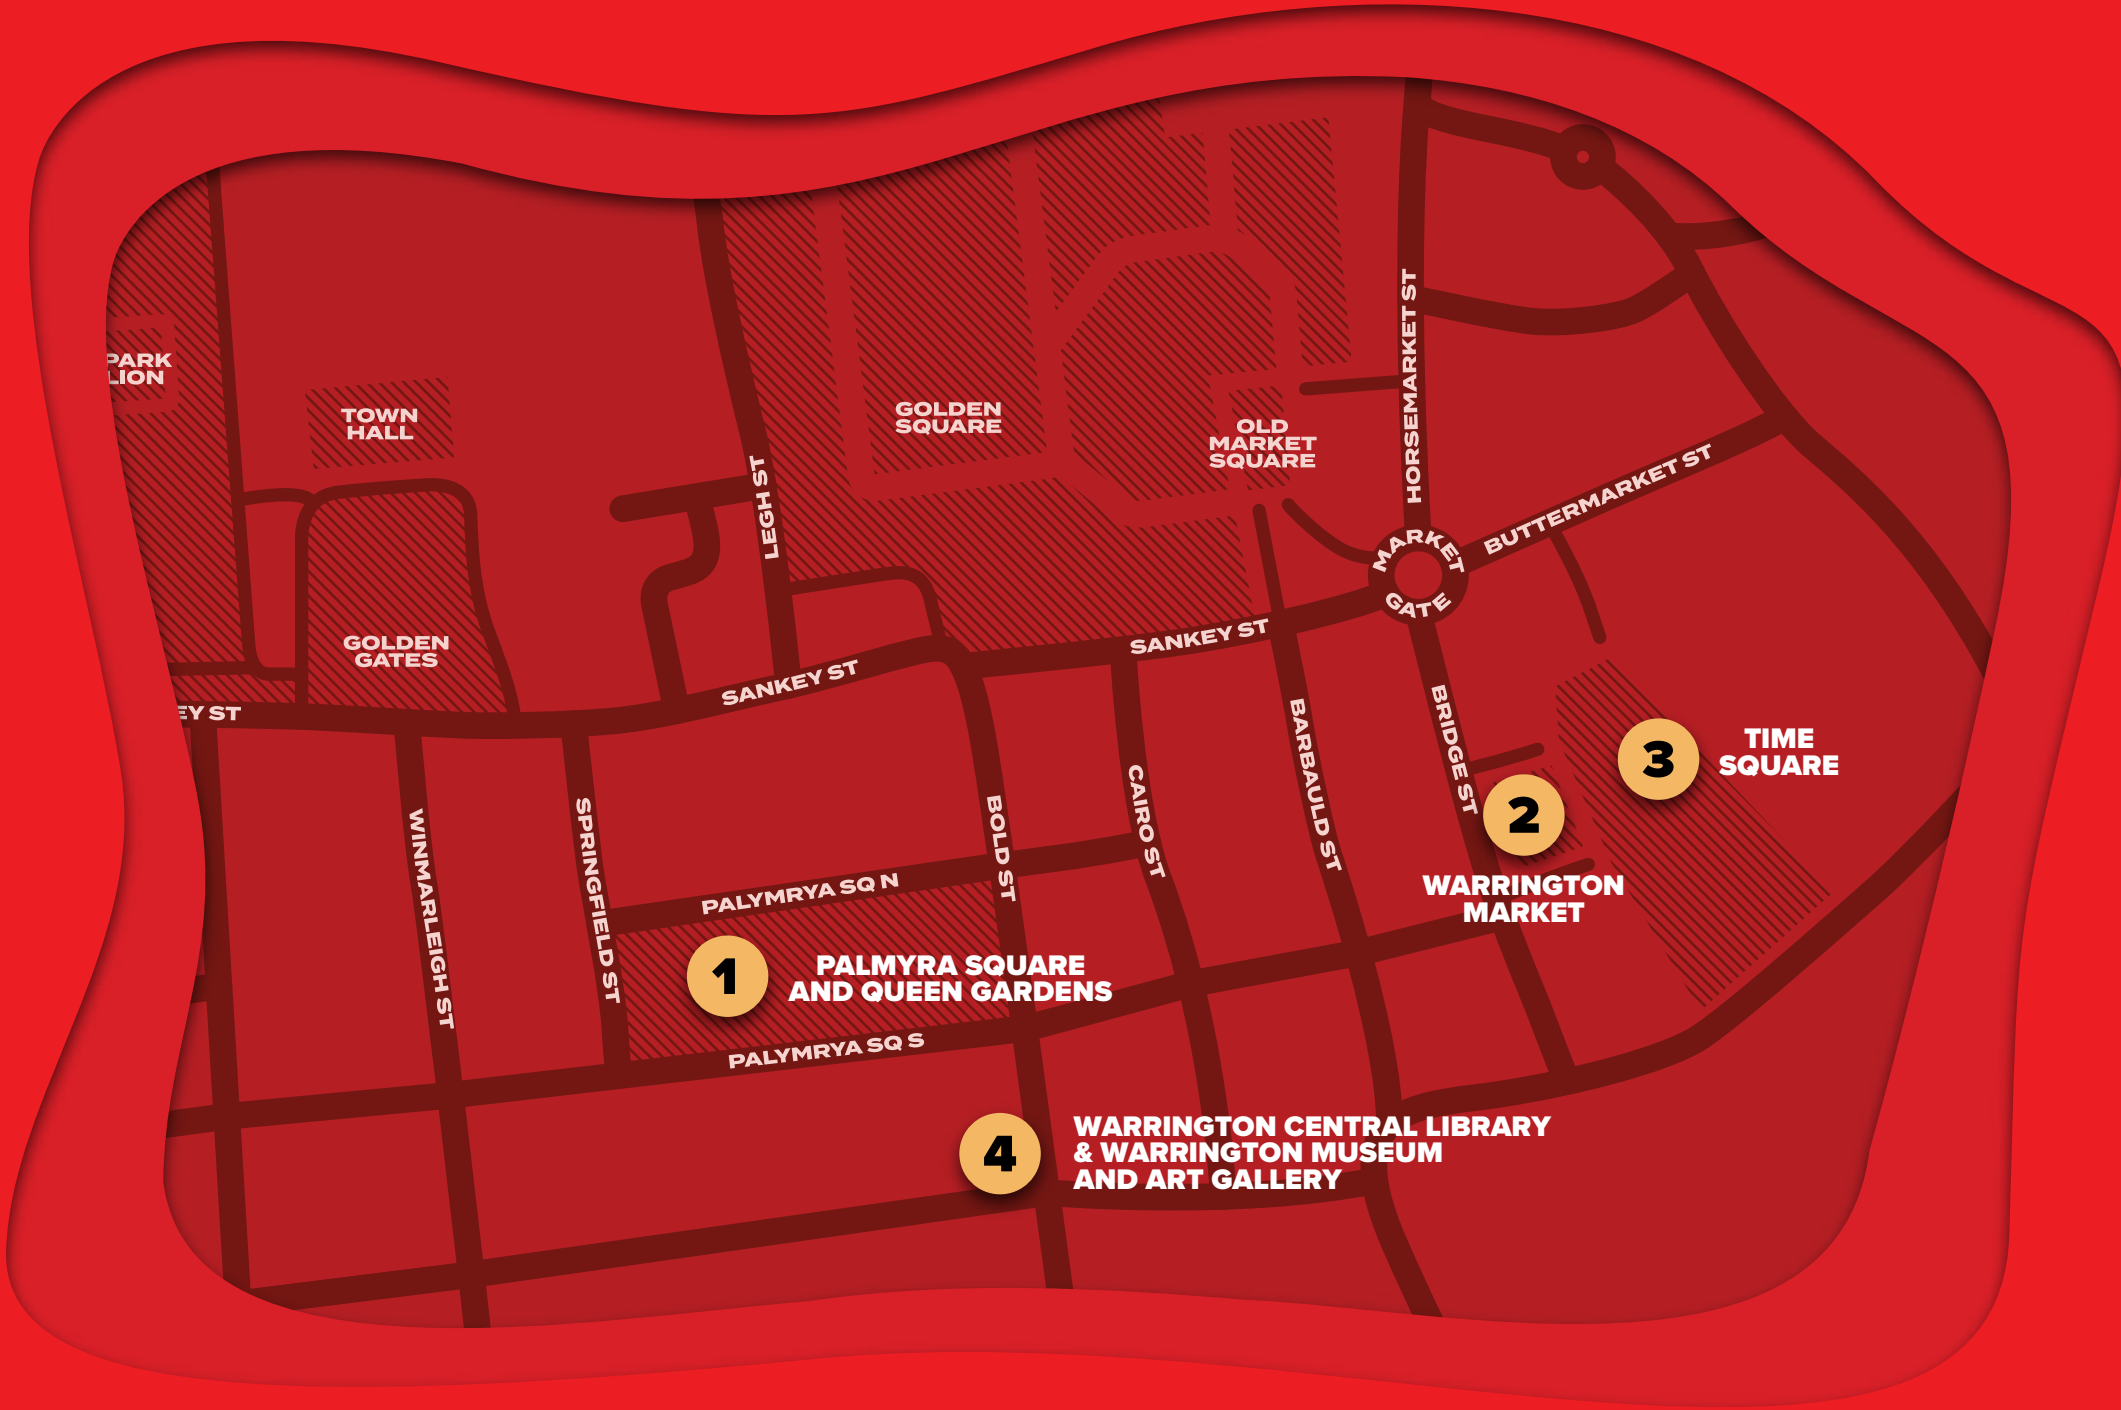 PARK
LION
TOWN
HALL
GOLDEN
SQUARE
OLD
MARKET
SQUARE
HORSEMARKET ST
LEGH ST
BUTTERMARKET ST
MARKET
GATE
GOLDEN
GATES
SANKEY ST
SANKEY ST
EY ST
BRIDGE ST
BARBAULD ST
CAIRO ST
BOLD ST
SPRINGFIELD ST
WINMARLEIGH ST
3
TIME
SQUARE
2
WARRINGTON
MARKET
PALYMRYA SQ N
1
PALMYRA SQUARE
AND QUEEN GARDENS
PALYMRYA SQ S
4
WARRINGTON CENTRAL LIBRARY
& WARRINGTON MUSEUM
AND ART GALLERY